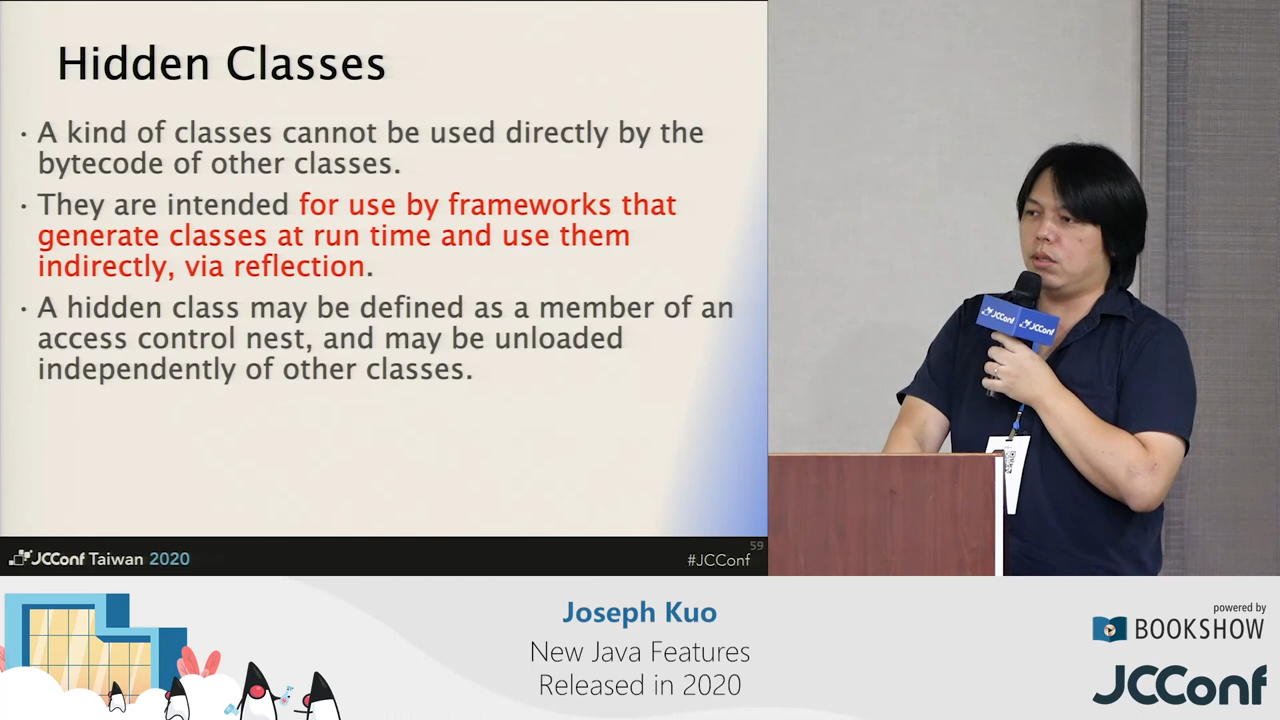 Hidden Classes
· A kind of classes cannot be used directly by the
bytecode of other classes.
· They are intended for use by frameworks that
generate classes at run time and use them
indirectly, via reflection.
· A hidden class may be defined as a member of an
access control nest, and may be unloaded
independently of other classes.
JCConf Taiwan 2020
59
#JCConf
JCConf
JCConf
Joseph Kuo
New Java Features
Released in 2020
powered by
BOOKSHOW
JCConf